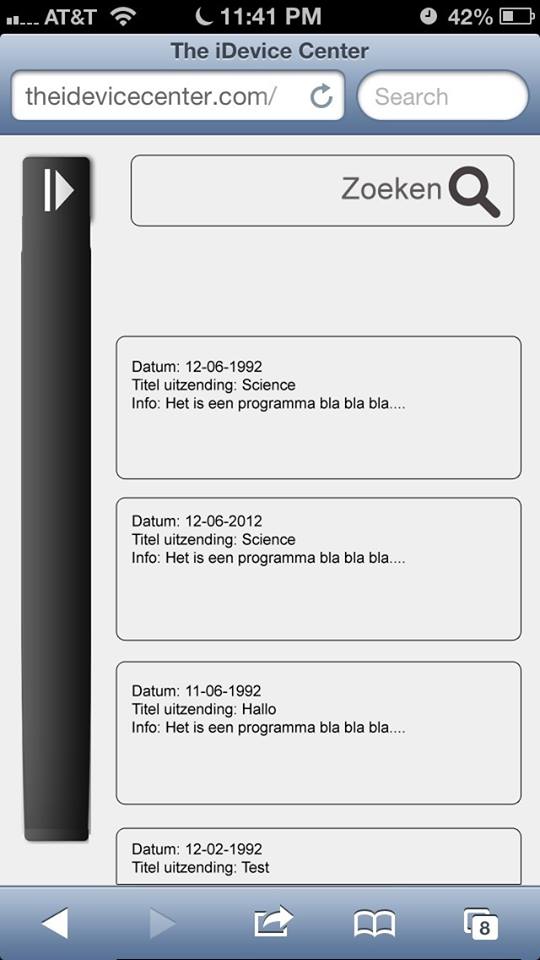 AT&T 11:41 PM 42%
The iDevice Center
theidevicecenter.com/ Search
Zoeken
Datum: 12-06-1992
Titel uitzending: Science
Info: Het is een programma bla bla bla....
Datum: 12-06-2012
Titel uitzending: Science
Info: Het is een programma bla bla bla....
Datum: 11-06-1992
Titel uitzending: Hallo
Info: Het is een programma bla bla bla....
Datum: 12-02-1992
Titel uitzending: Test
8